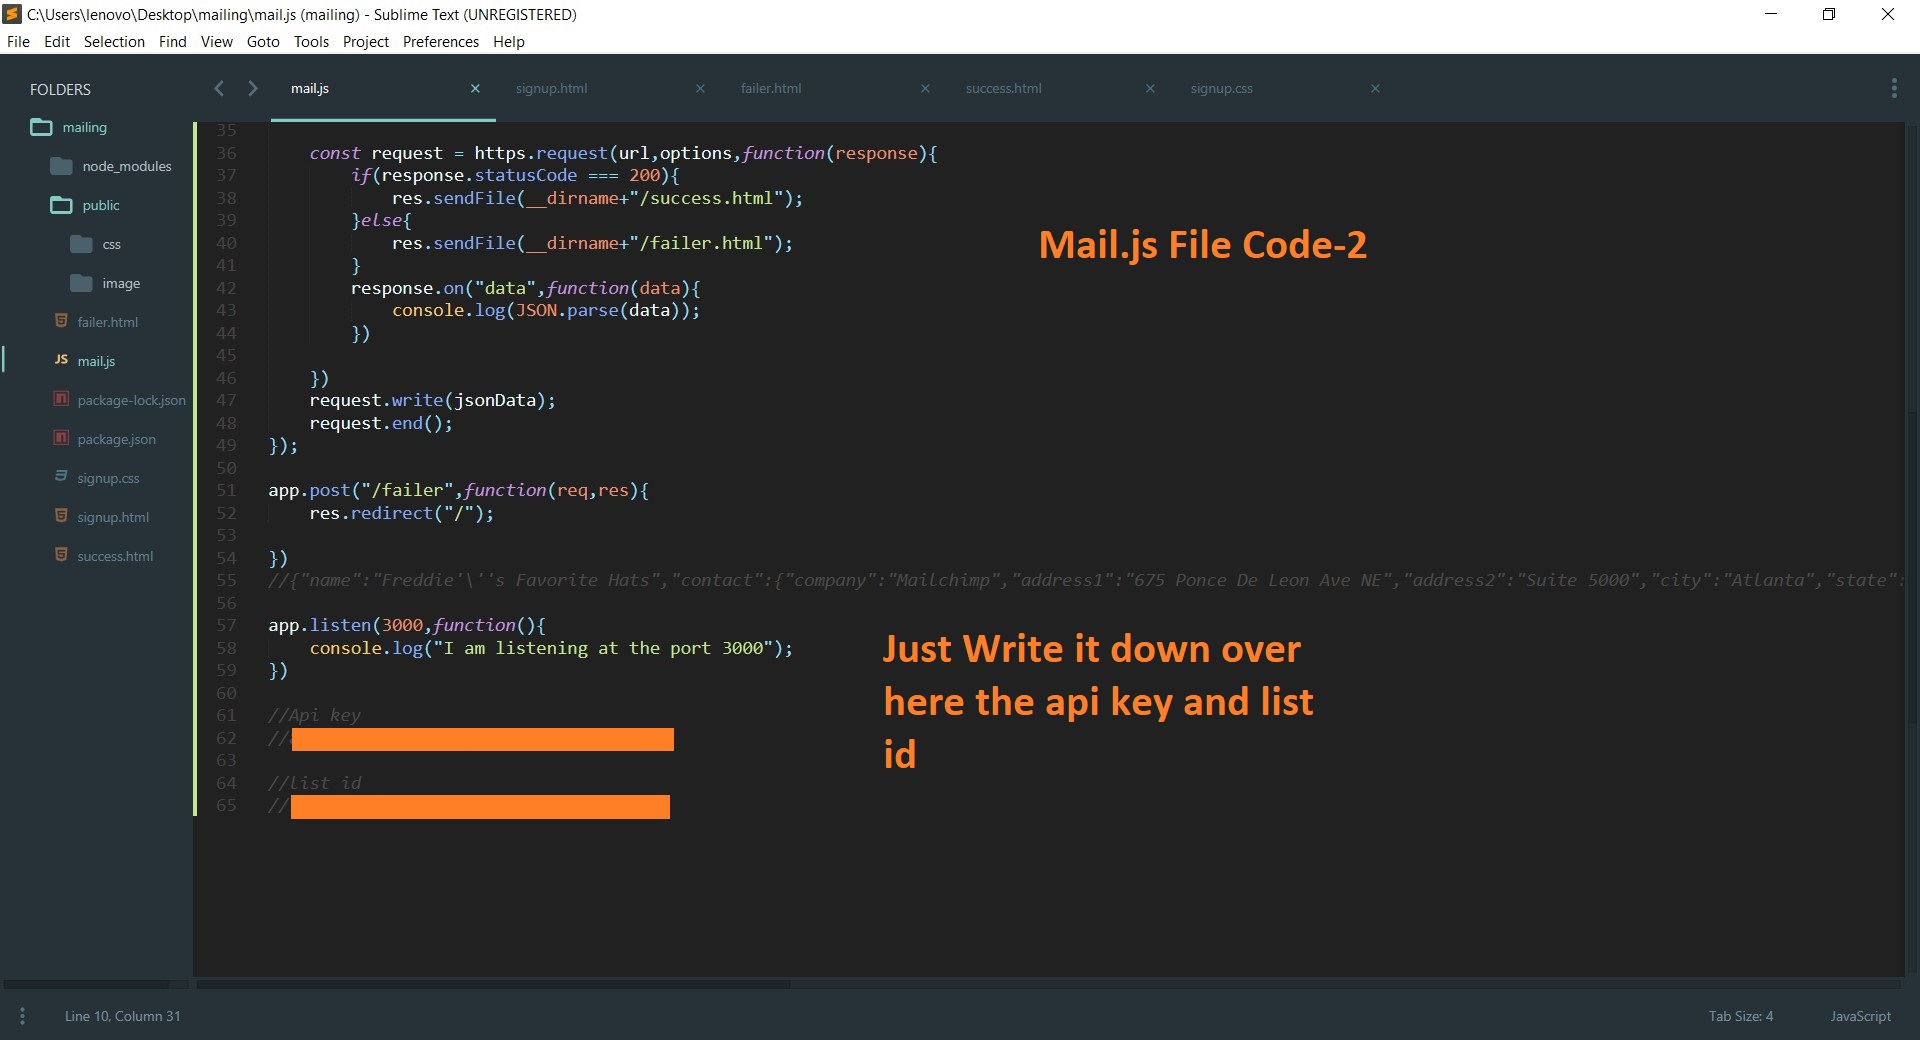 C:\Users\lenovo\Desktop\mailing\mail.js (mailing) - Sublime Text (UNREGISTERED)
File Edit Selection Find View Goto Tools Project Preferences Help
FOLDERS
mailing
node_modules
public
css
image
failer.html
JS mail.js
package-lock.json
package.json
signup.css
signup.html
success.html
mail.js signup.html failer.html success.html signup.css
35
36 const request = https.request(url,options,function(response){
37 if(response.statusCode === 200){
38 res.sendFile(__dirname+"/success.html");
39 }else{
40 res.sendFile(__dirname+"/failer.html");
41 }
42 response.on("data",function(data){
43 console.log(JSON.parse(data));
44 })
45
46 })
47 request.write(jsonData);
48 request.end();
49 });
50
51 app.post("/failer",function(req,res){
52 res.redirect("/");
53
54 })
55 //{"name":"Freddie'\''s Favorite Hats","contact":{"company":"Mailchimp","address1":"675 Ponce De Leon Ave NE","address2":"Suite 5000","city":"Atlanta","state":
56
57 app.listen(3000,function(){
58 console.log("I am listening at the port 3000");
59 })
60
61 //Api key
62 //
63
64 //list id
65 //
Mail.js File Code-2
Just Write it down over
here the api key and list
id
Line 10, Column 31
Tab Size: 4
JavaScript